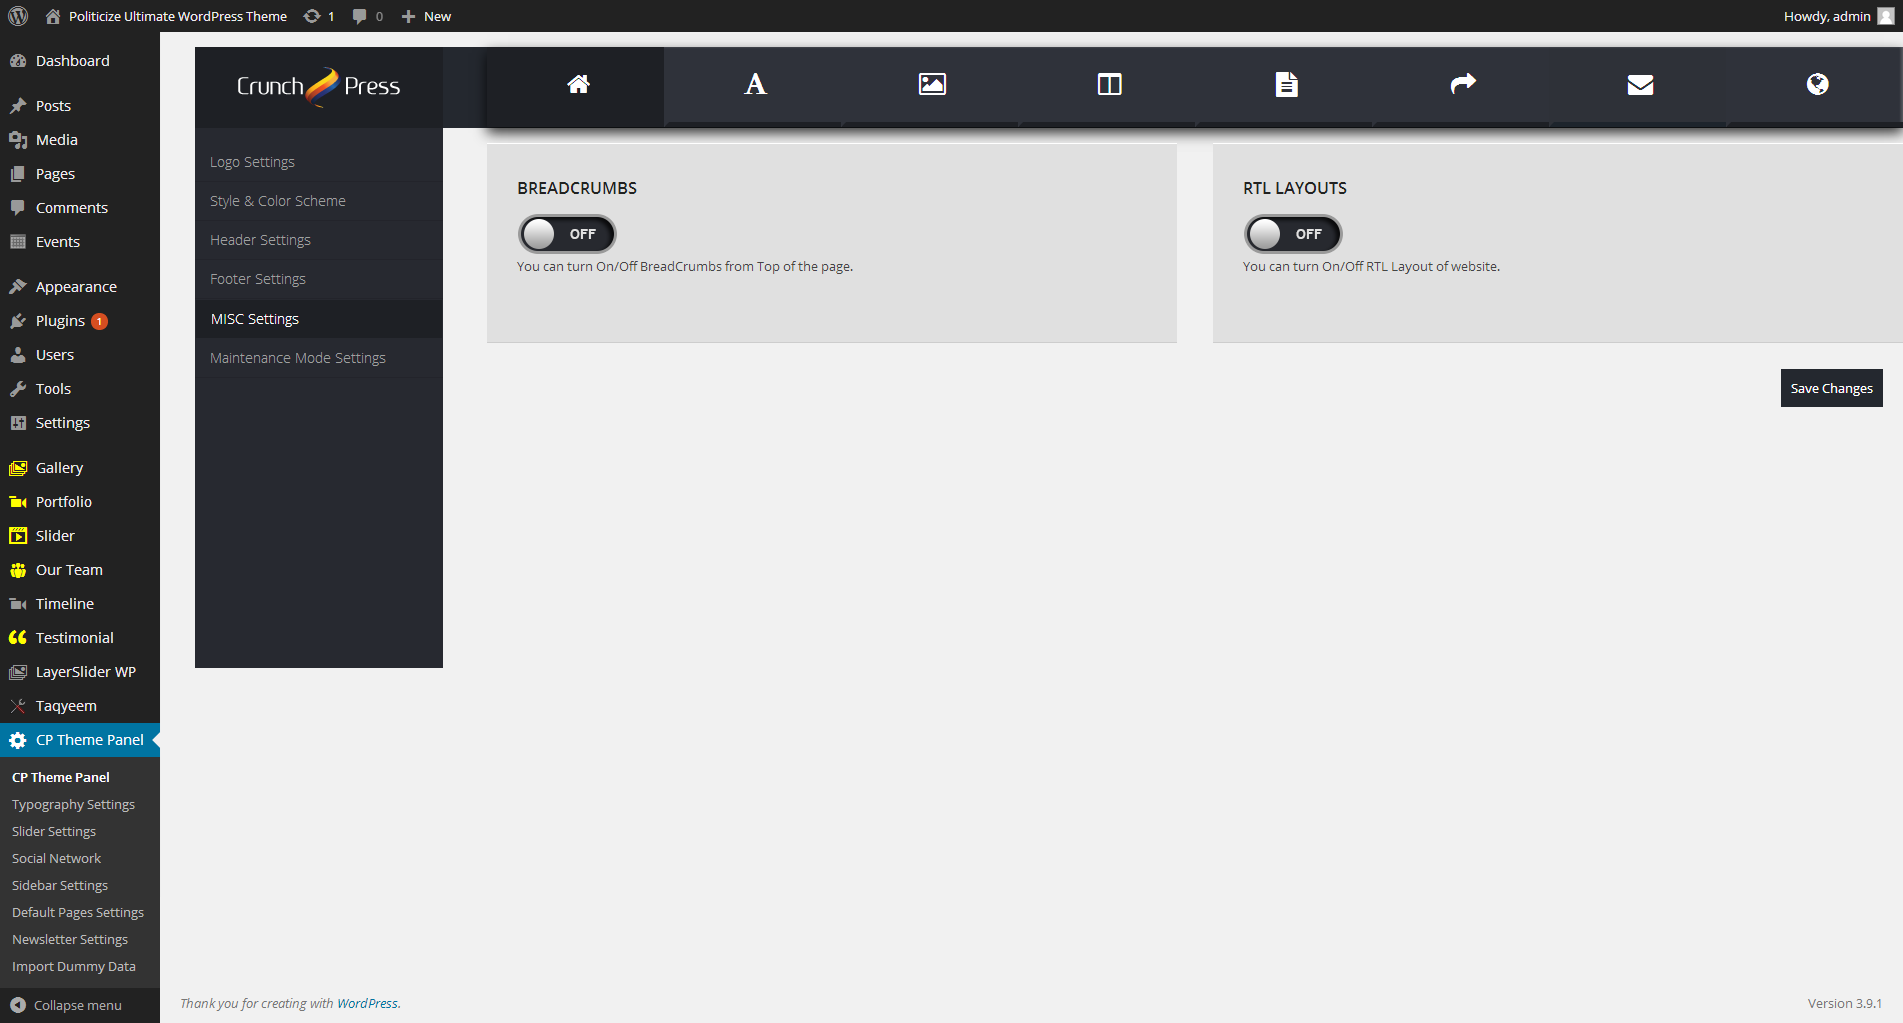 Politicize Ultimate WordPress Theme 1 0 New Howdy, admin
Dashboard
Posts
Media
Pages
Comments
Events
Appearance
Plugins 1
Users
Tools
Settings
Gallery
Portfolio
Slider
Our Team
Timeline
Testimonial
LayerSlider WP
Taqyeem
CP Theme Panel
CP Theme Panel
Typography Settings
Slider Settings
Social Network
Sidebar Settings
Default Pages Settings
Newsletter Settings
Import Dummy Data
Collapse menu
Crunch Press
Logo Settings
Style & Color Scheme
Header Settings
Footer Settings
MISC Settings
Maintenance Mode Settings
BREADCRUMBS
OFF
You can turn On/Off BreadCrumbs from Top of the page.
RTL LAYOUTS
OFF
You can turn On/Off RTL Layout of website.
Save Changes
Thank you for creating with WordPress.
Version 3.9.1